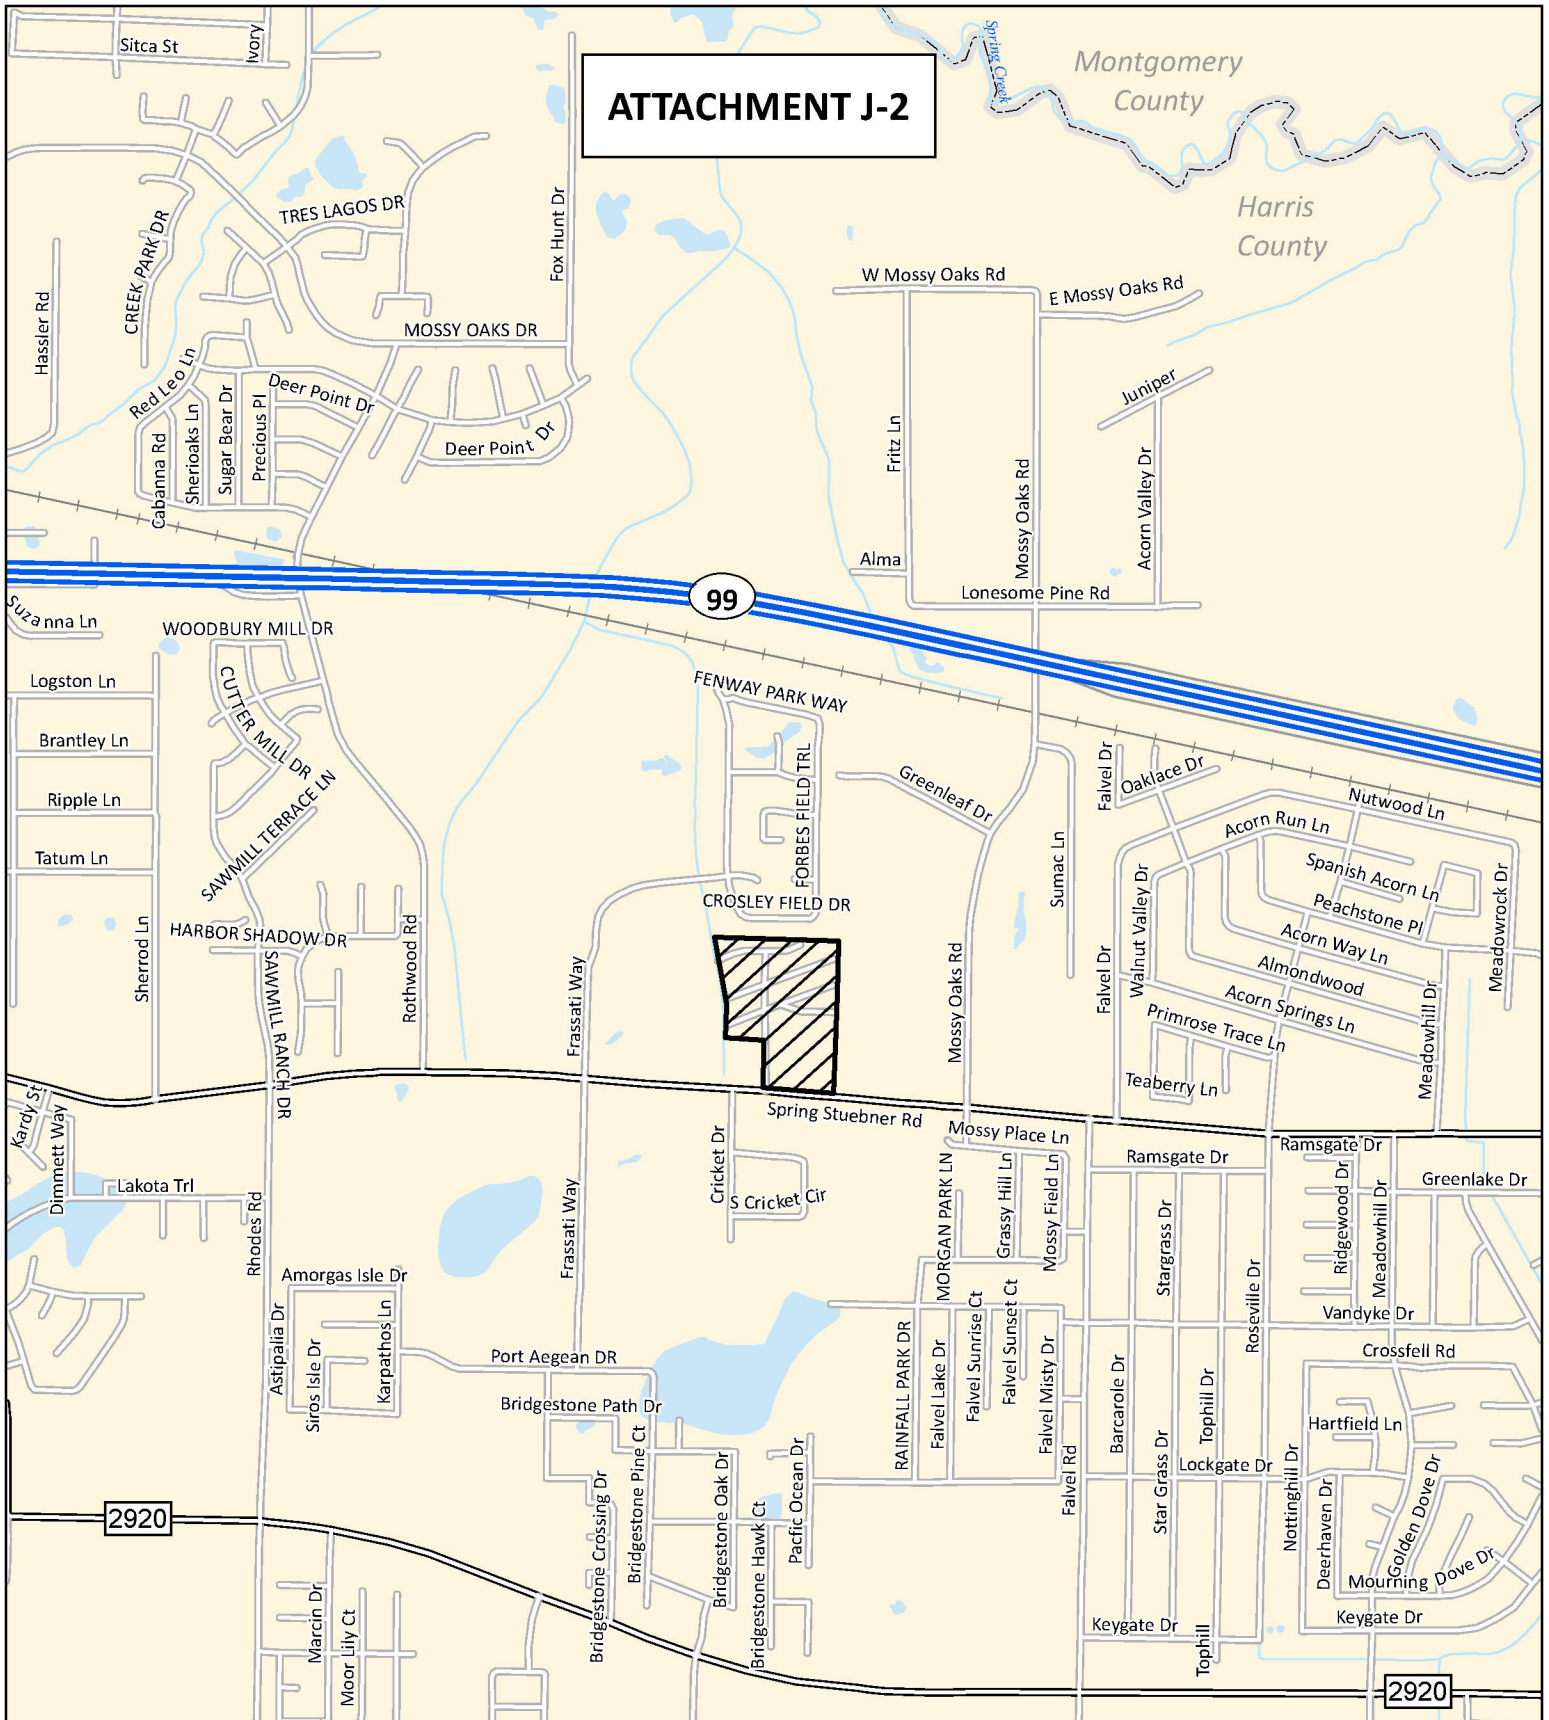 Sitca St
Ivory
ATTACHMENT J-2
Spring Creek
Montgomery
County
Harris
County
TRES LAGOS DR
CREEK PARK DR
Fox Hunt Dr
Hassler Rd
MOSSY OAKS DR
W Mossy Oaks Rd
E Mossy Oaks Rd
Red Leo Ln
Deer Point Dr
Deer Point Dr
Cabanna Rd
Sherioaks Ln
Sugar Bear Dr
Precious Pl
Fritz Ln
Mossy Oaks Rd
Juniper
Acorn Valley Dr
Alma
Lonesome Pine Rd
99
Suzanna Ln
WOODBURY MILL DR
Logston Ln
CUTTER MILL DR
Brantley Ln
Ripple Ln
SAWMILL TERRACE LN
Tatum Ln
FENWAY PARK WAY
FORBES FIELD TRL
CROSLEY FIELD DR
Greenleaf Dr
Sumac Ln
Falvel Dr
Oaklace Dr
Nutwood Ln
Acorn Run Ln
Spanish Acorn Ln
Peachstone Pl
Acorn Way Ln
Almondwood
Acorn Springs Ln
Primrose Trace Ln
Teaberry Ln
Walnut Valley Dr
Falvel Dr
Meadowrock Dr
Meadowhill Dr
HARBOR SHADOW DR
Sherrod Ln
SAWMILL RANCH DR
Rothwood Rd
Frassati Way
Mossy Oaks Rd
Spring Stuebner Rd
Kardy St
Dimmett Way
Lakota Trl
Rhodes Rd
Frassati Way
Cricket Dr
S Cricket Cir
Mossy Place Ln
MORGAN PARK LN
Grassy Hill Ln
Mossy Field Ln
Ramsgate Dr
Ramsgate Dr
Greenlake Dr
Stargrass Dr
Ridgewood Dr
Meadowhill Dr
Roseville Dr
Vandyke Dr
Crossfell Rd
Amorgas Isle Dr
Astipalia Dr
Siros Isle Dr
Karpathos Ln
Port Aegean DR
Bridgestone Path Dr
Bridgestone Pine Ct
Bridgestone Crossing Dr
Bridgestone Oak Dr
Bridgestone Hawk Ct
Pacfic Ocean Dr
RAINFALL PARK DR
Falvel Lake Dr
Falvel Sunrise Ct
Falvel Sunset Ct
Falvel Misty Dr
Falvel Rd
Barcarole Dr
Star Grass Dr
Tophill Dr
Lockgate Dr
Nottinghill Dr
Hartfield Ln
Deerhaven Dr
Golden Dove Dr
Mourning Dove Dr
Keygate Dr
Keygate Dr
Tophill
2920
Marcin Dr
Moor Lily Ct
2920